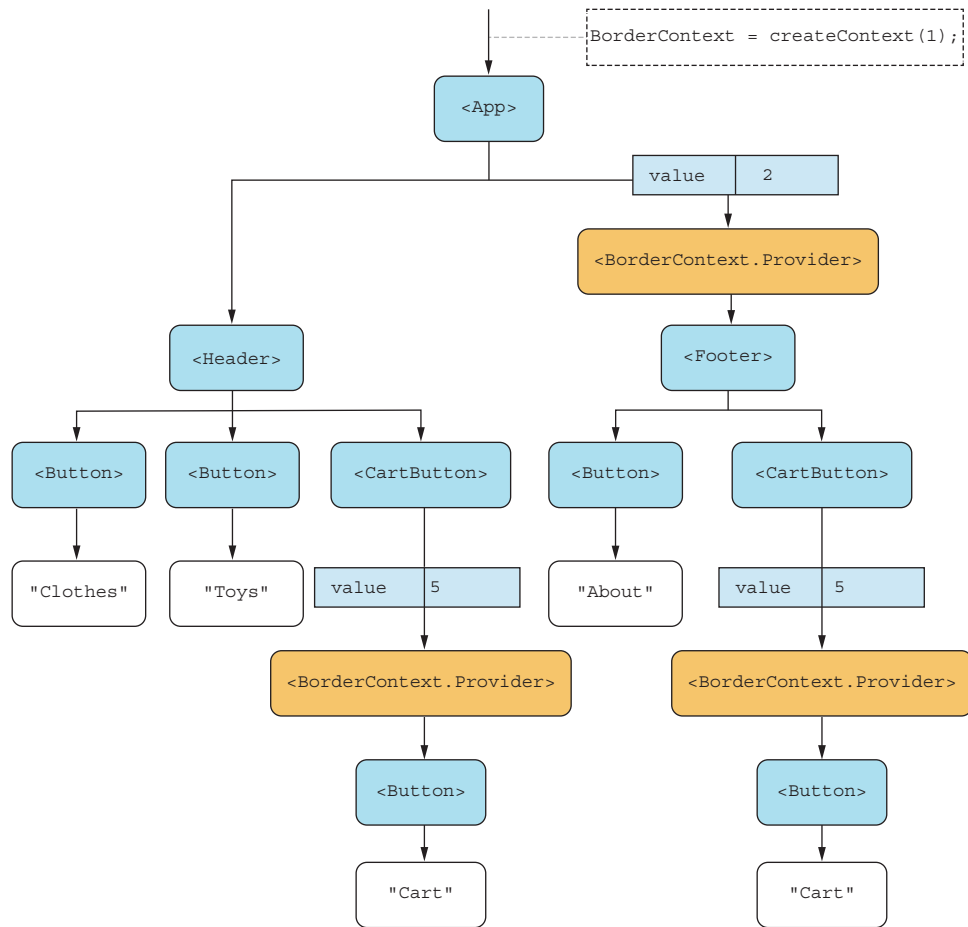 BorderContext = createContext(1);
<App>
value 2
<BorderContext.Provider>
<Header>
<Footer>
<Button>
<Button>
<CartButton>
<Button>
<CartButton>
"Clothes"
"Toys"
value 5
"About"
value 5
<BorderContext.Provider>
<BorderContext.Provider>
<Button>
<Button>
"Cart"
"Cart"